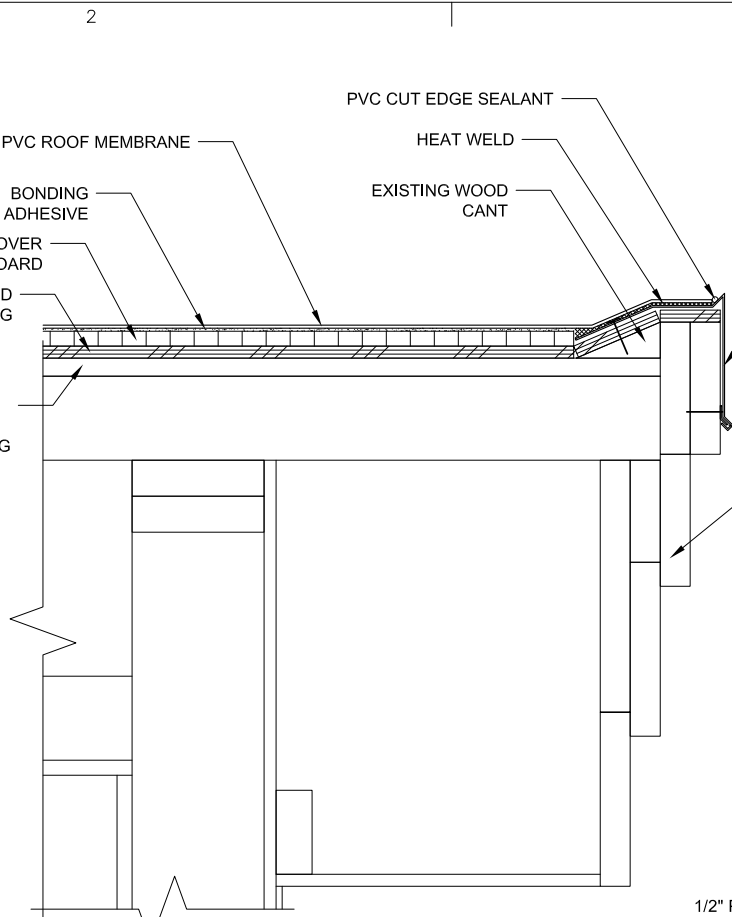 2
PVC CUT EDGE SEALANT
PVC ROOF MEMBRANE
HEAT WELD
BONDING
ADHESIVE
EXISTING WOOD
CANT
OVER
OARD
D
G
G
1/2"